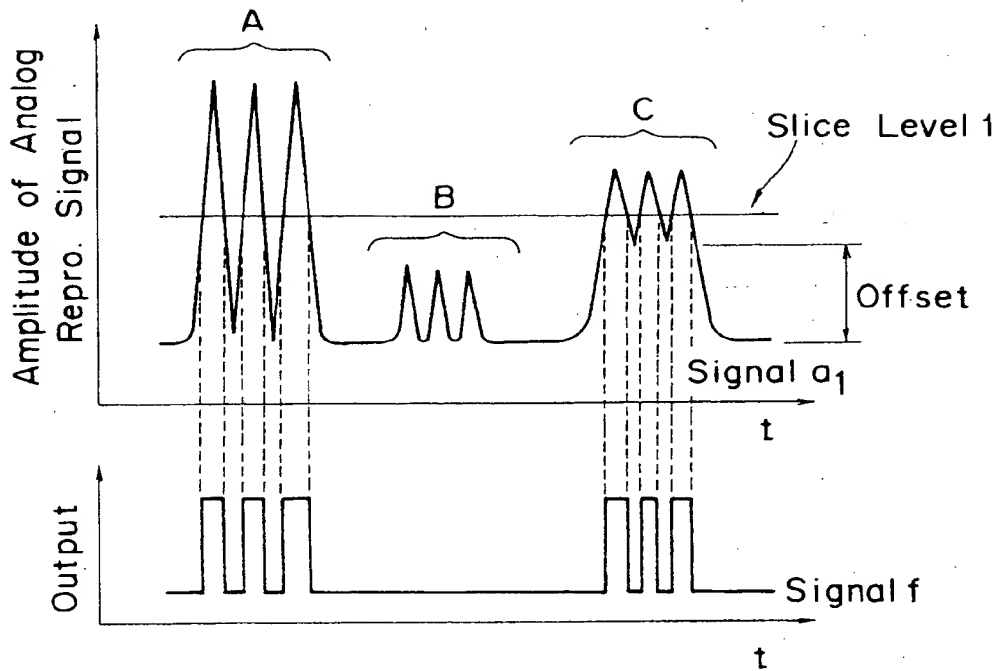 A
Amplitude of Analog
Repro. Signal
C
Slice Level 1
B
Offset
Signal a1
t
Output
Signal f
t